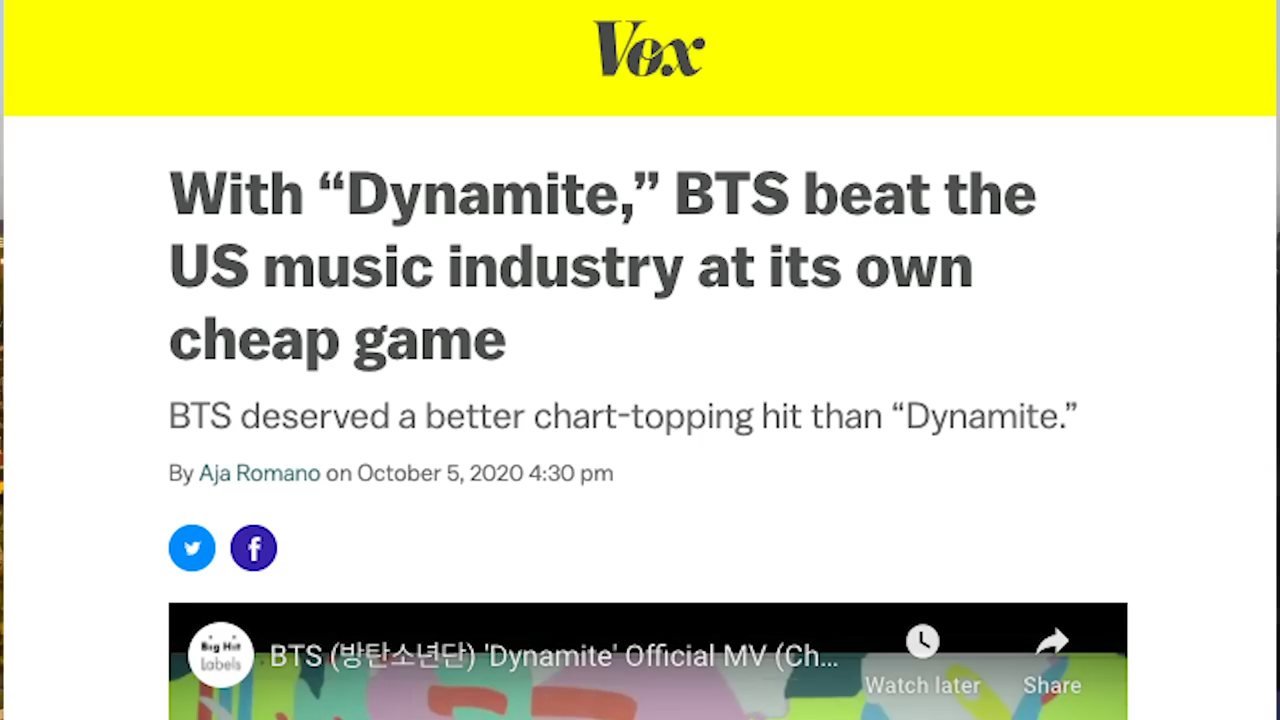 Vox
With “Dynamite,” BTS beat the
US music industry at its own
cheap game
BTS deserved a better chart-topping hit than “Dynamite.”
By Aja Romano on October 5, 2020 4:30 pm
Big Hit
Labels
BTS (방탄소년단) 'Dynamite' Official MV (Ch...
Watch later
Share